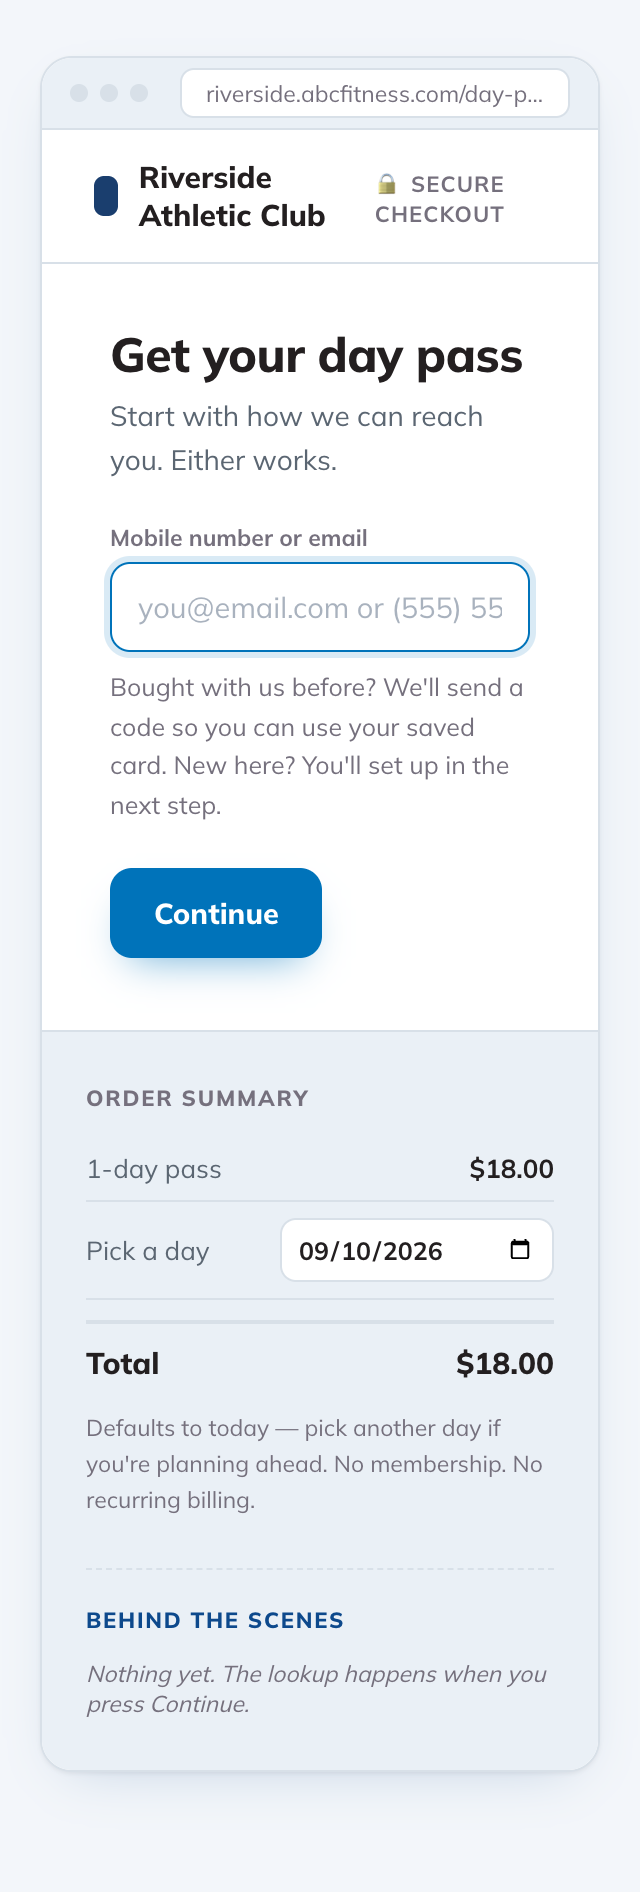 riverside.abcfitness.com/day-p...
Riverside
Athletic Club
🔒 SECURE
CHECKOUT
Get your day pass
Start with how we can reach
you. Either works.
Mobile number or email
you@email.com or (555) 55
Bought with us before? We'll send a
code so you can use your saved
card. New here? You'll set up in the
next step.
Continue
ORDER SUMMARY
1-day pass $18.00
Pick a day 09/10/2026
Total $18.00
Defaults to today — pick another day if
you're planning ahead. No membership. No
recurring billing.
BEHIND THE SCENES
Nothing yet. The lookup happens when you
press Continue.